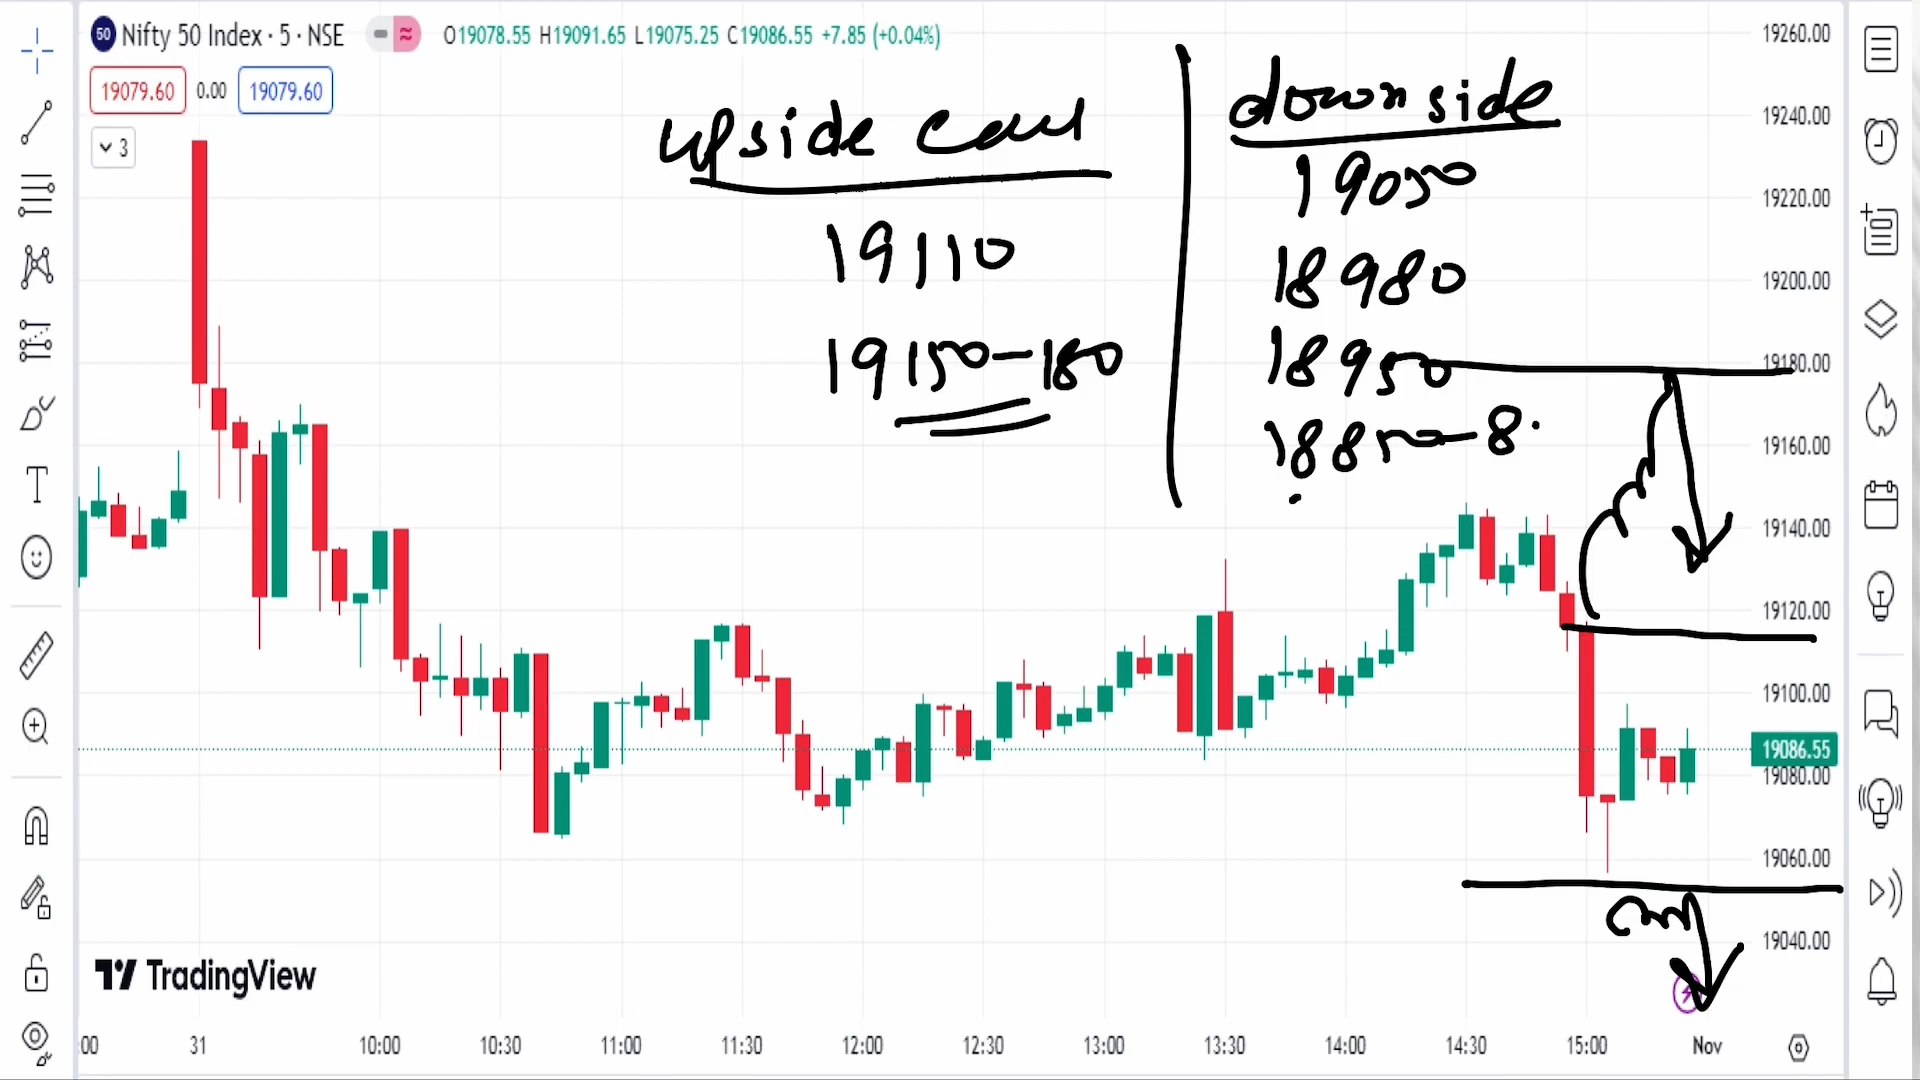 50 Nifty 50 Index · 5 · NSE
O19078.55 H19091.65 L19075.25 C19086.55 +7.85 (+0.04%)
19079.60 0.00 19079.60
3
upside call
19110
19150-180
downside
19050
18980
18950
18850-8.
19260.00
19240.00
19220.00
19200.00
19180.00
19160.00
19140.00
19120.00
19100.00
19086.55
19080.00
19060.00
19040.00
TradingView
:00 31 10:00 10:30 11:00 11:30 12:00 12:30 13:00 13:30 14:00 14:30 15:00 Nov